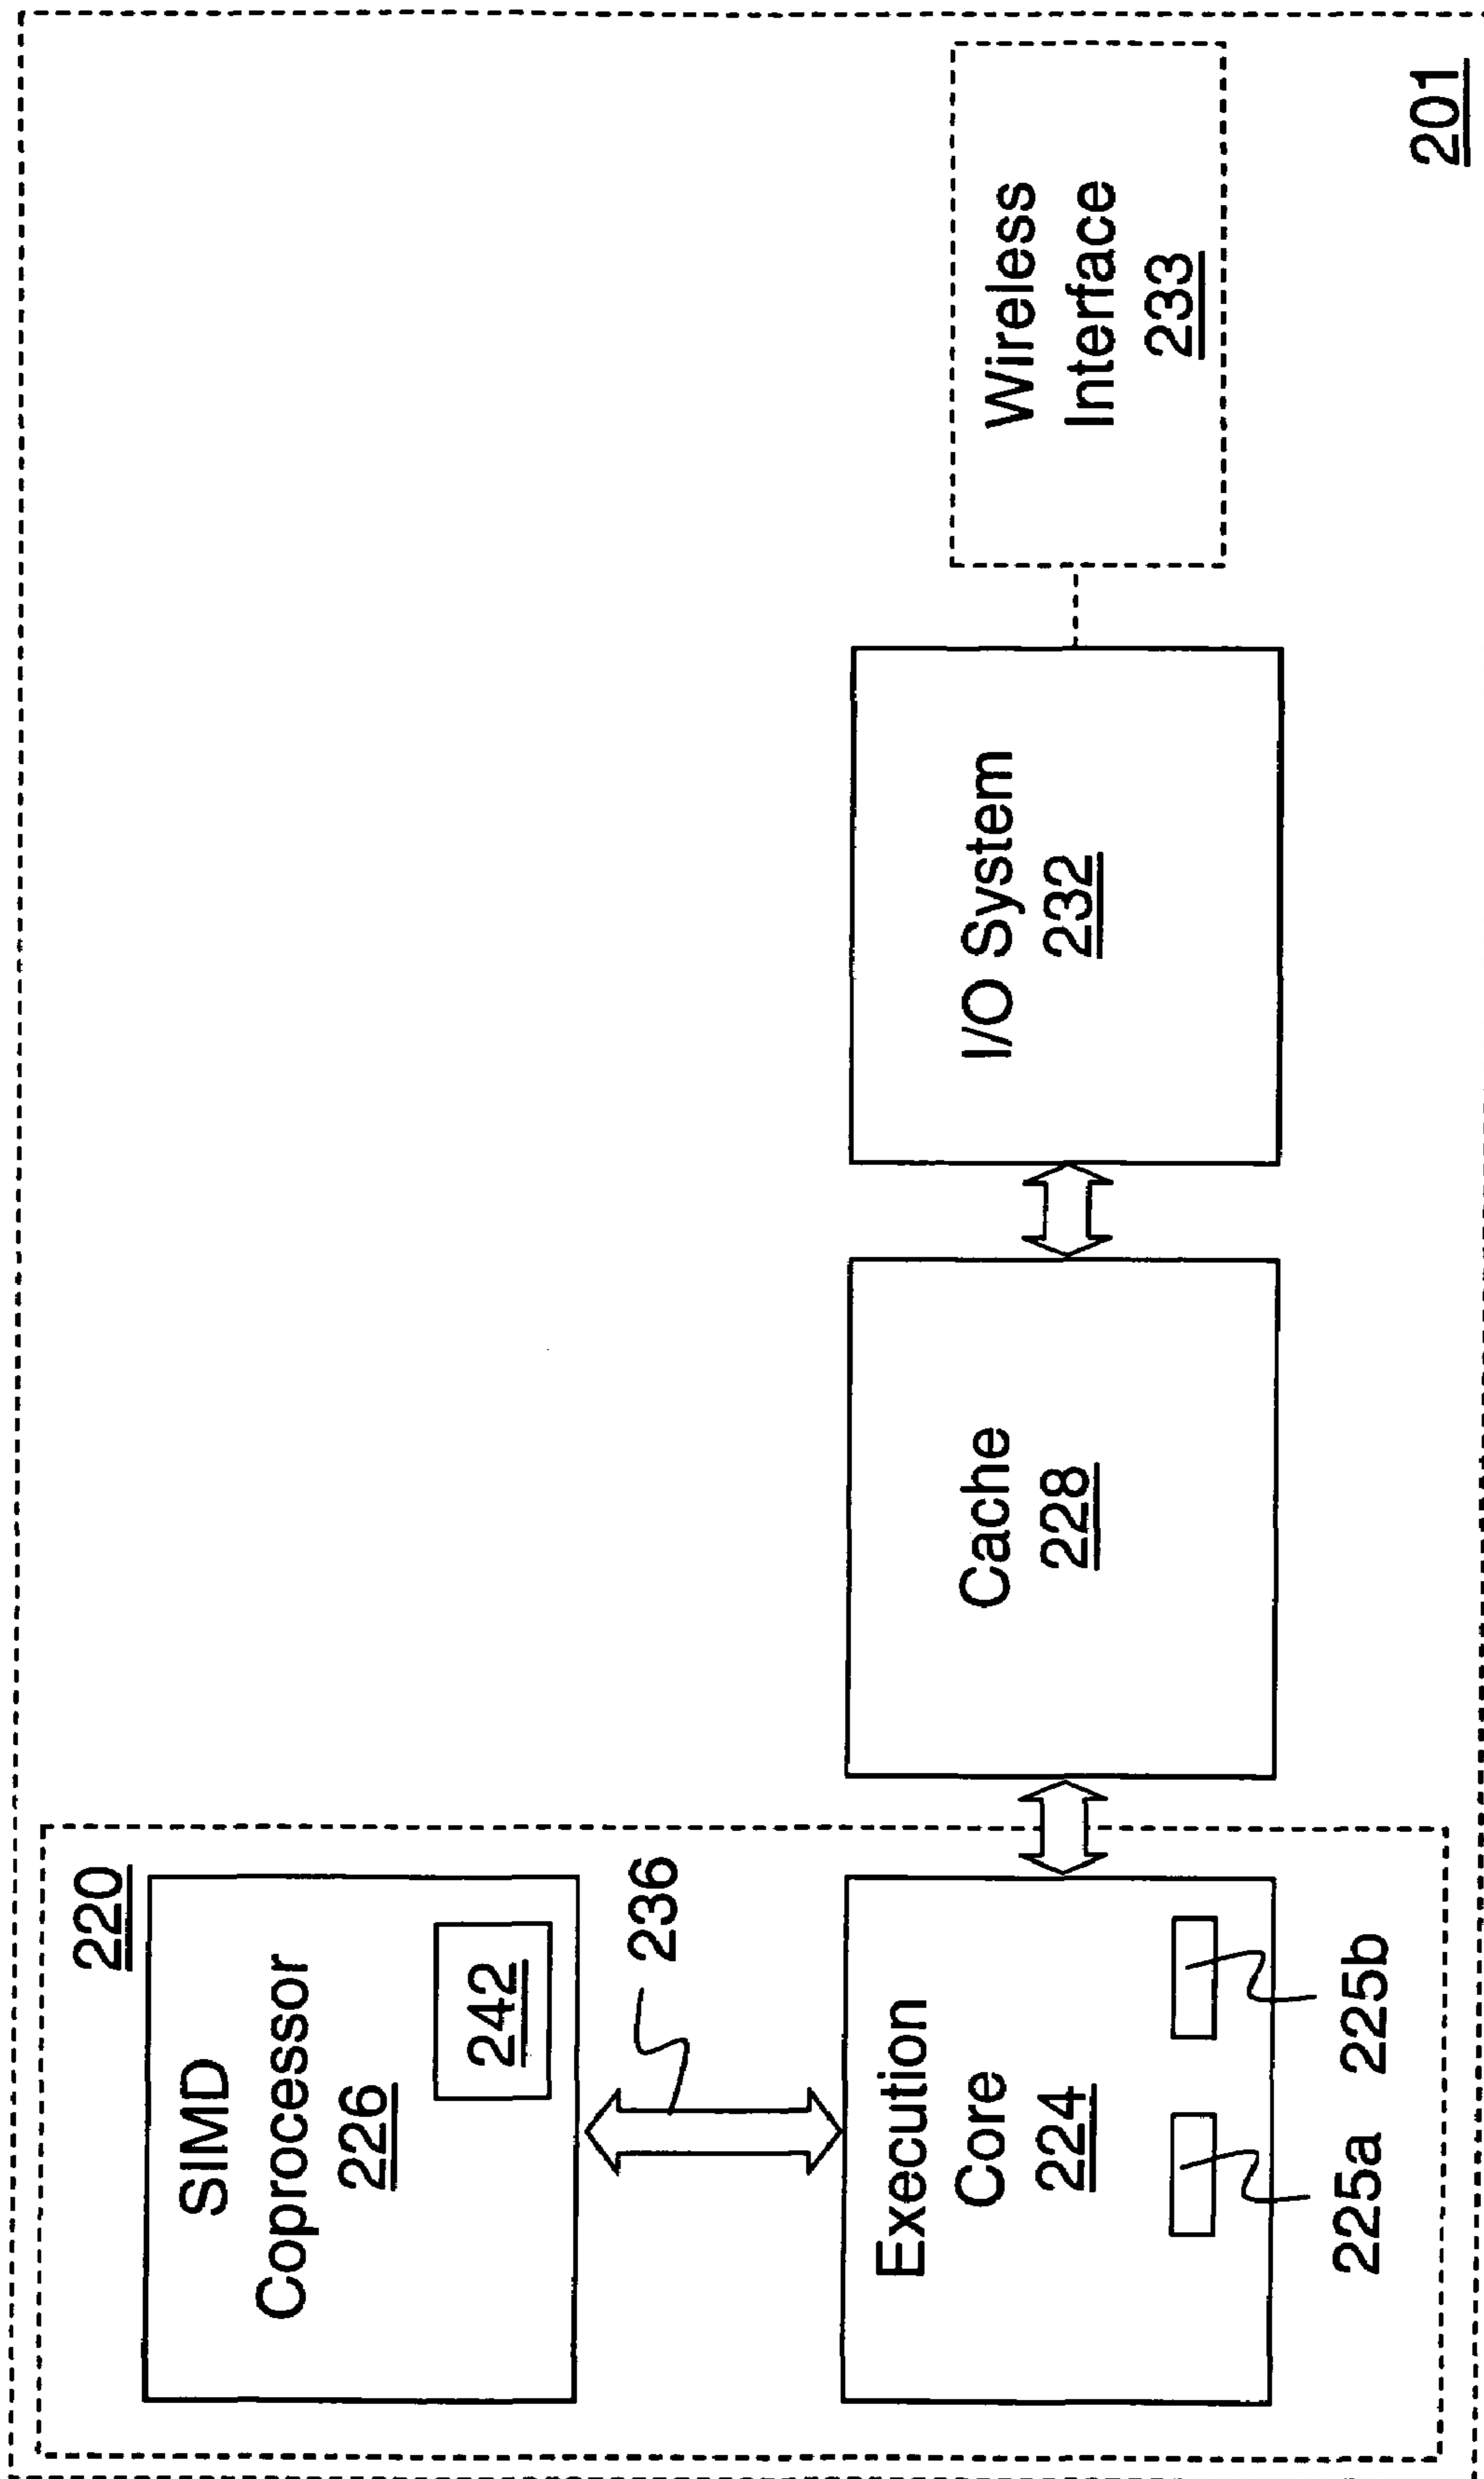 220
SIMD
Coprocessor
226
242
236
Execution
Core
224
225a
225b
Cache
228
I/O System
232
Wireless
Interface
233
201